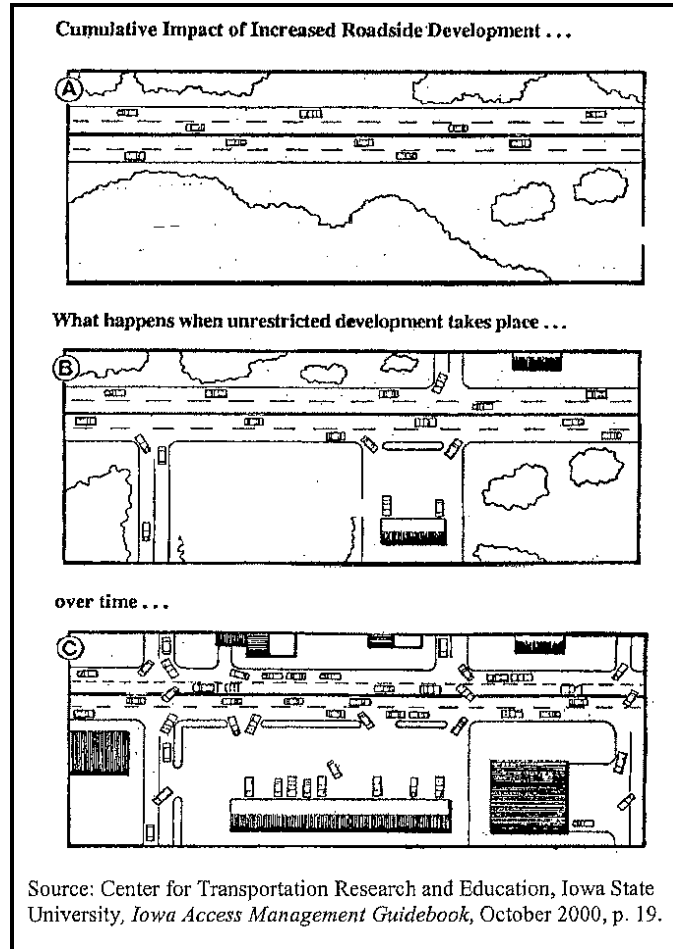 Cumulative Impact of Increased Roadside Development . . .
A
What happens when unrestricted development takes place . . .
B
over time . . .
C
Source: Center for Transportation Research and Education, Iowa State
University, Iowa Access Management Guidebook, October 2000, p. 19.